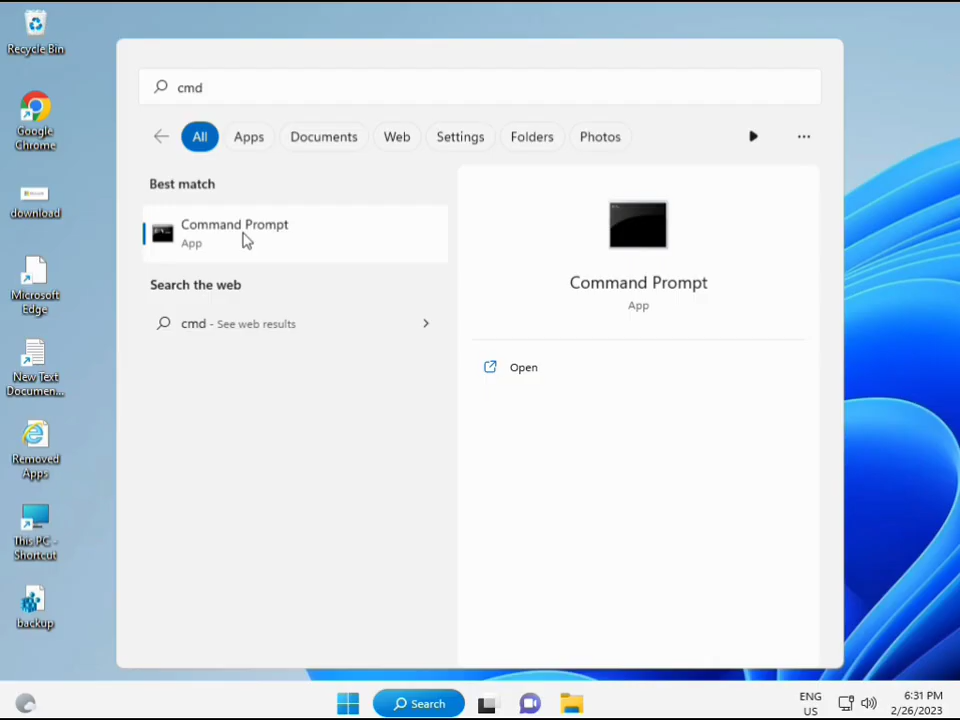 Recycle Bin
Google
Chrome
download
Microsoft
Edge
New Text
Documen...
Removed
Apps
This PC -
Shortcut
backup
cmd
All
Apps
Documents
Web
Settings
Folders
Photos
...
Best match
Command Prompt
App
Search the web
cmd - See web results
Command Prompt
App
Open
Search
ENG
US
6:31 PM
2/26/2023